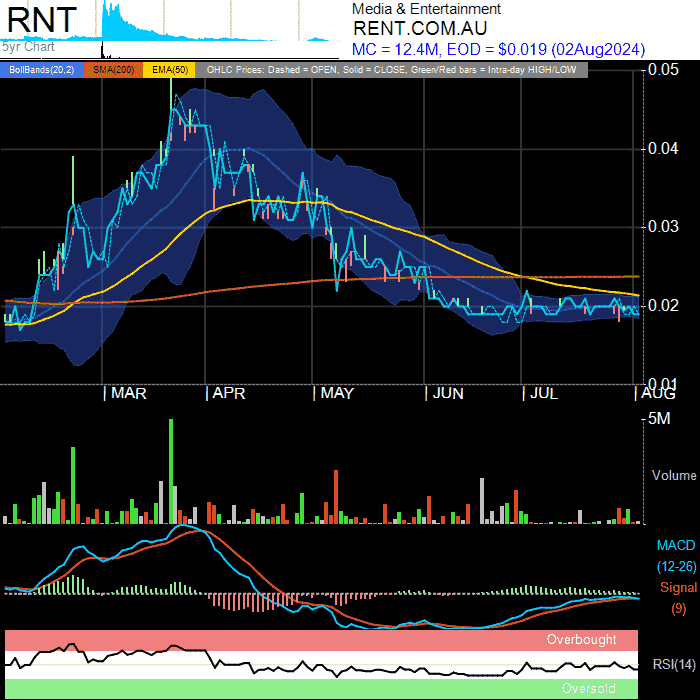 RNT
Media & Entertainment
RENT.COM.AU
5yr Chart
MC = 12.4M, EOD = $0.019 (02Aug2024)
BollBands(20,2) SMA(200) EMA(50) OHLC Prices: Dashed = OPEN, Solid = CLOSE, Green/Red bars = Intra-day HIGH/LOW
0.05
0.04
0.03
0.02
0.01
MAR APR MAY JUN JUL AUG
5M
Volume
MACD
(12-26)
Signal
(9)
Overbought
RSI(14)
Oversold